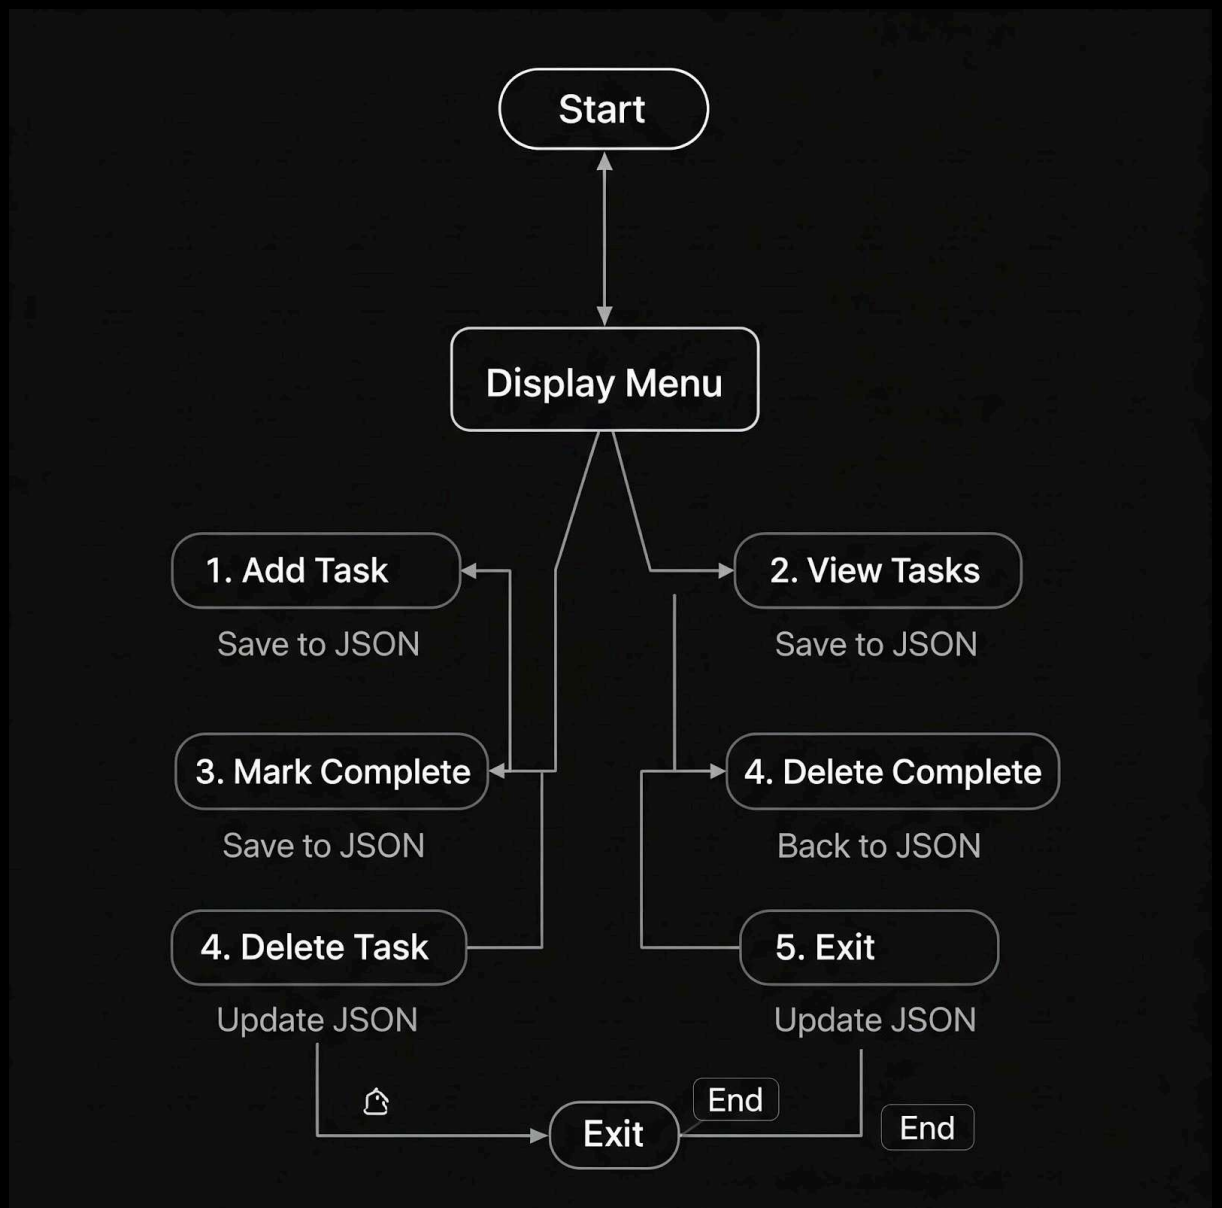 Start
Display Menu
1. Add Task
Save to JSON
2. View Tasks
Save to JSON
3. Mark Complete
Save to JSON
4. Delete Complete
Back to JSON
4. Delete Task
Update JSON
5. Exit
Update JSON
Exit
End
End